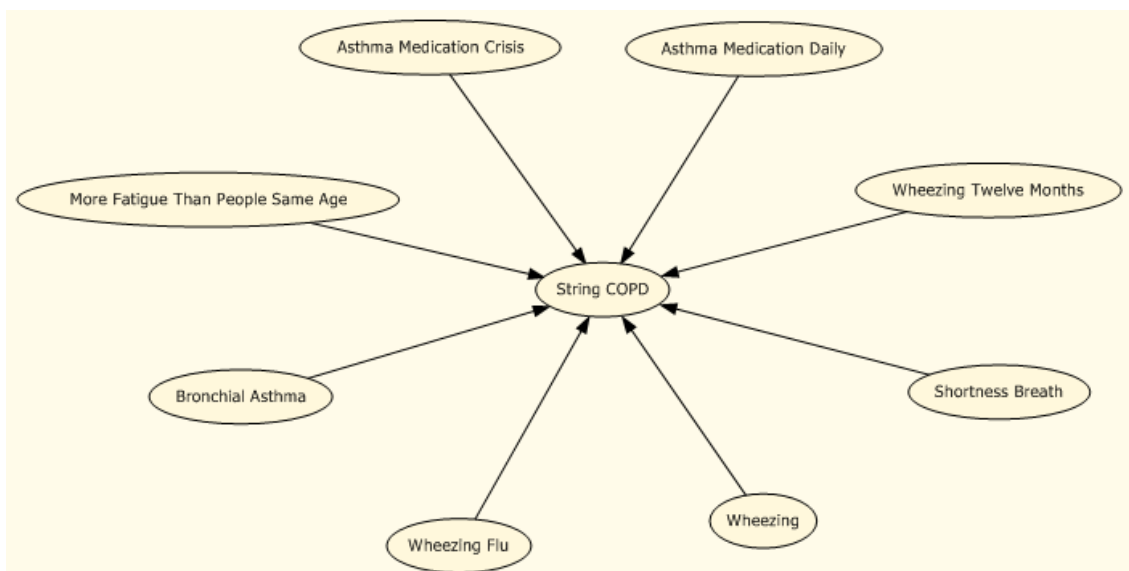 Asthma Medication Crisis
Asthma Medication Daily
More Fatigue Than People Same Age
Wheezing Twelve Months
String COPD
Bronchial Asthma
Shortness Breath
Wheezing Flu
Wheezing